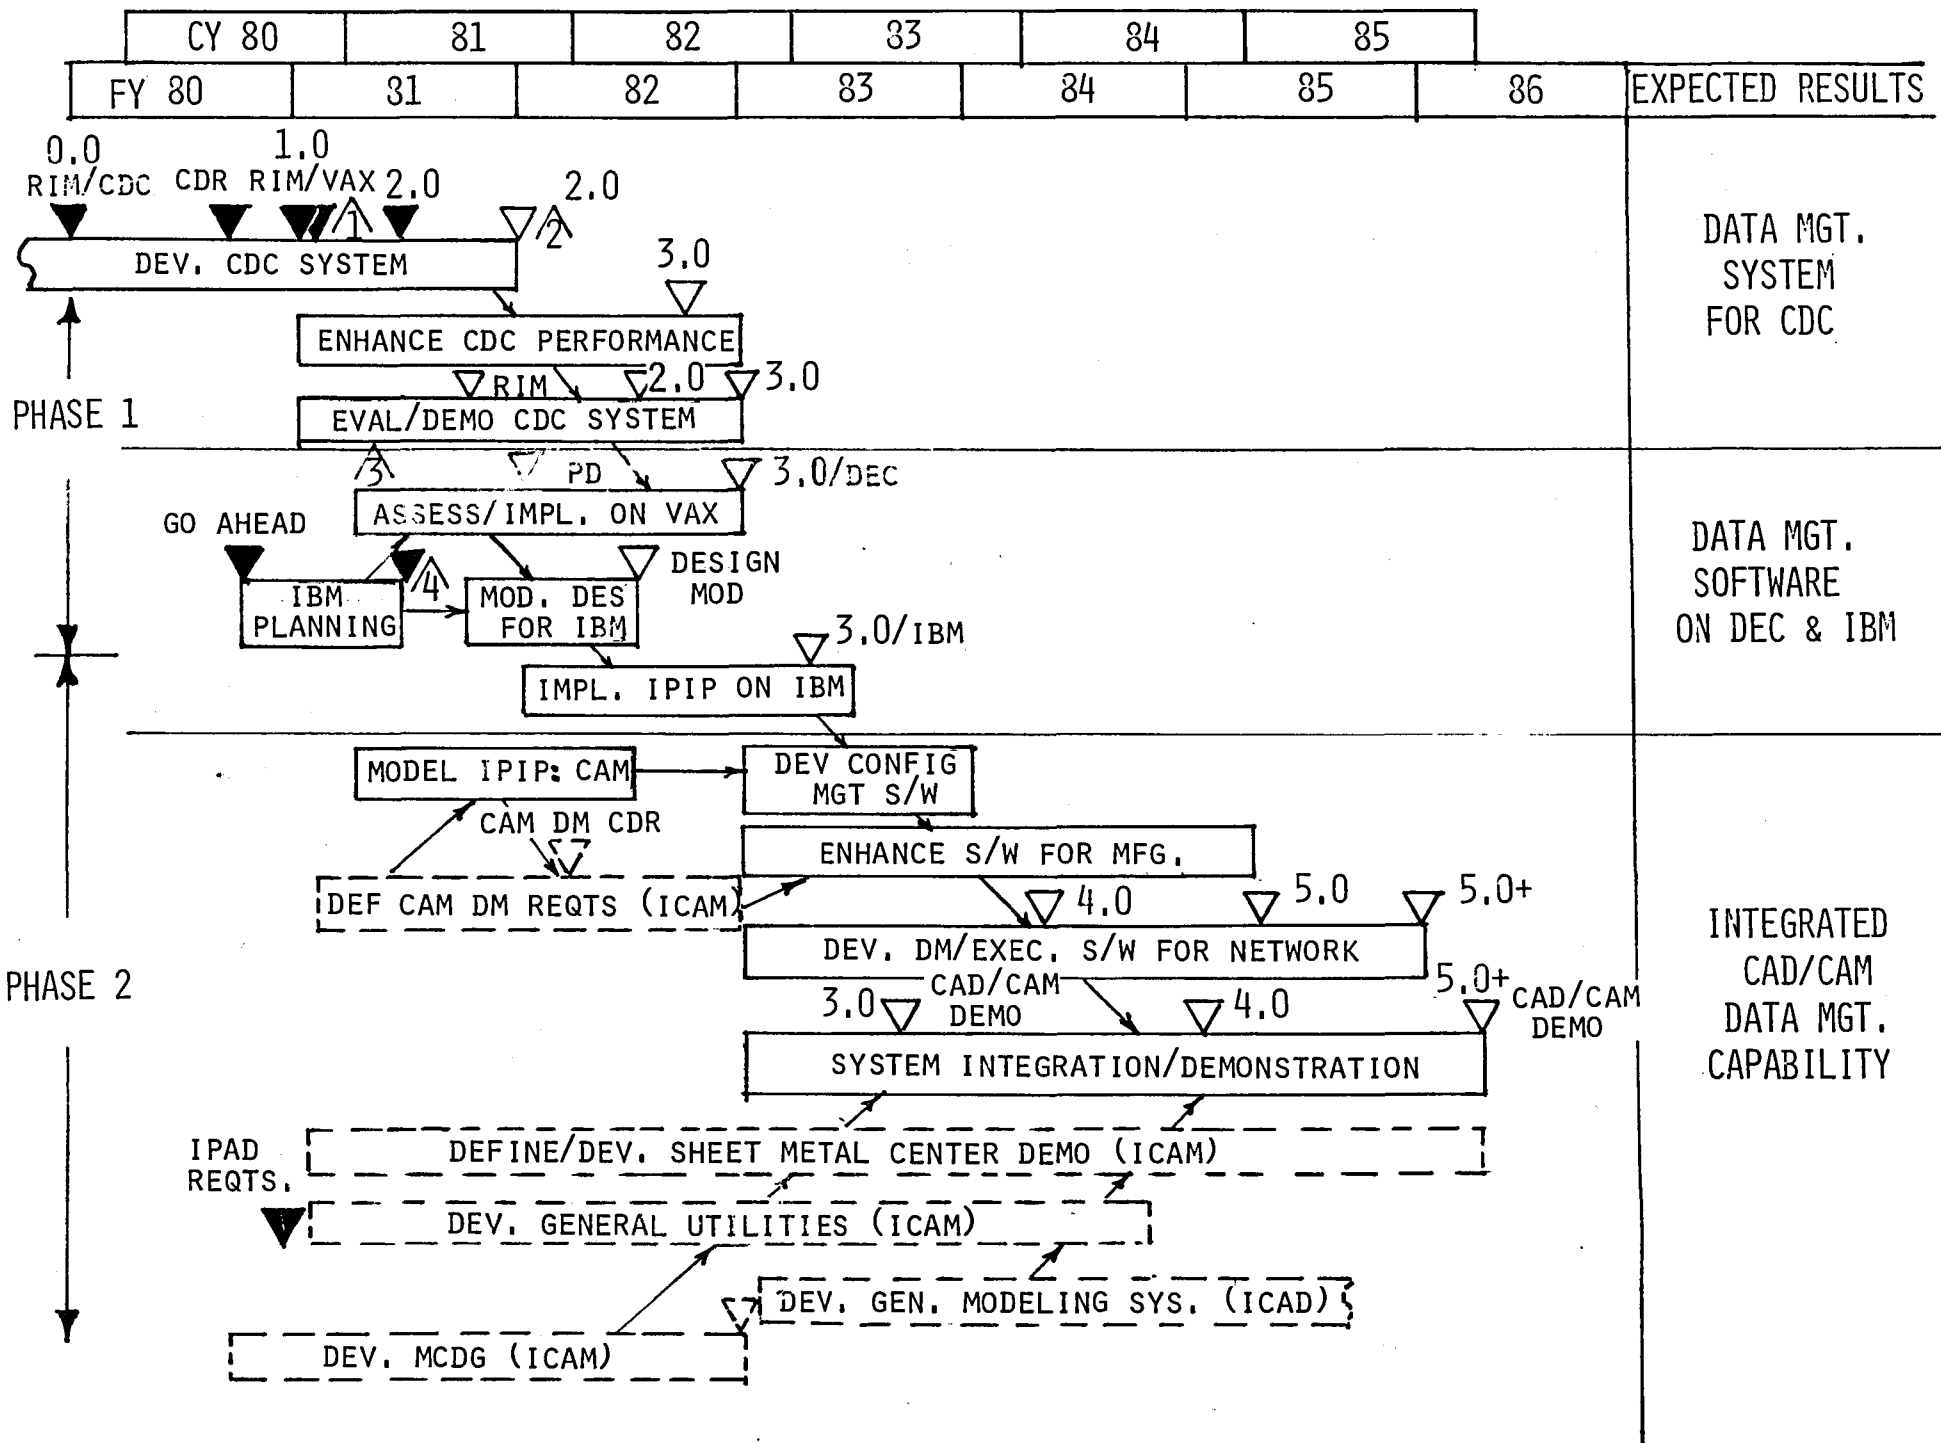 CY 80 81 82 83 84 85
FY 80 81 82 83 84 85 86 EXPECTED RESULTS
0.0 1.0
RIM/CDC CDR RIM/VAX 2.0 2.0
1 2
DEV. CDC SYSTEM
DATA MGT.
SYSTEM
FOR CDC
3.0
ENHANCE CDC PERFORMANCE
RIM 2.0 3.0
PHASE 1
EVAL/DEMO CDC SYSTEM
3 PD 3.0/DEC
ASSESS/IMPL. ON VAX
GO AHEAD
4 DESIGN
MOD
IBM
PLANNING
MOD. DES
FOR IBM
DATA MGT.
SOFTWARE
ON DEC & IBM
3.0/IBM
IMPL. IPIP ON IBM
MODEL IPIP: CAM
DEV CONFIG
MGT S/W
CAM DM CDR
ENHANCE S/W FOR MFG.
DEF CAM DM REQTS (ICAM)
4.0 5.0 5.0+
DEV. DM/EXEC. S/W FOR NETWORK
PHASE 2
INTEGRATED
CAD/CAM
DATA MGT.
CAPABILITY
3.0 CAD/CAM
DEMO
4.0 5.0+ CAD/CAM
DEMO
SYSTEM INTEGRATION/DEMONSTRATION
IPAD
REQTS.
DEFINE/DEV. SHEET METAL CENTER DEMO (ICAM)
DEV. GENERAL UTILITIES (ICAM)
DEV. GEN. MODELING SYS. (ICAD)
DEV. MCDG (ICAM)